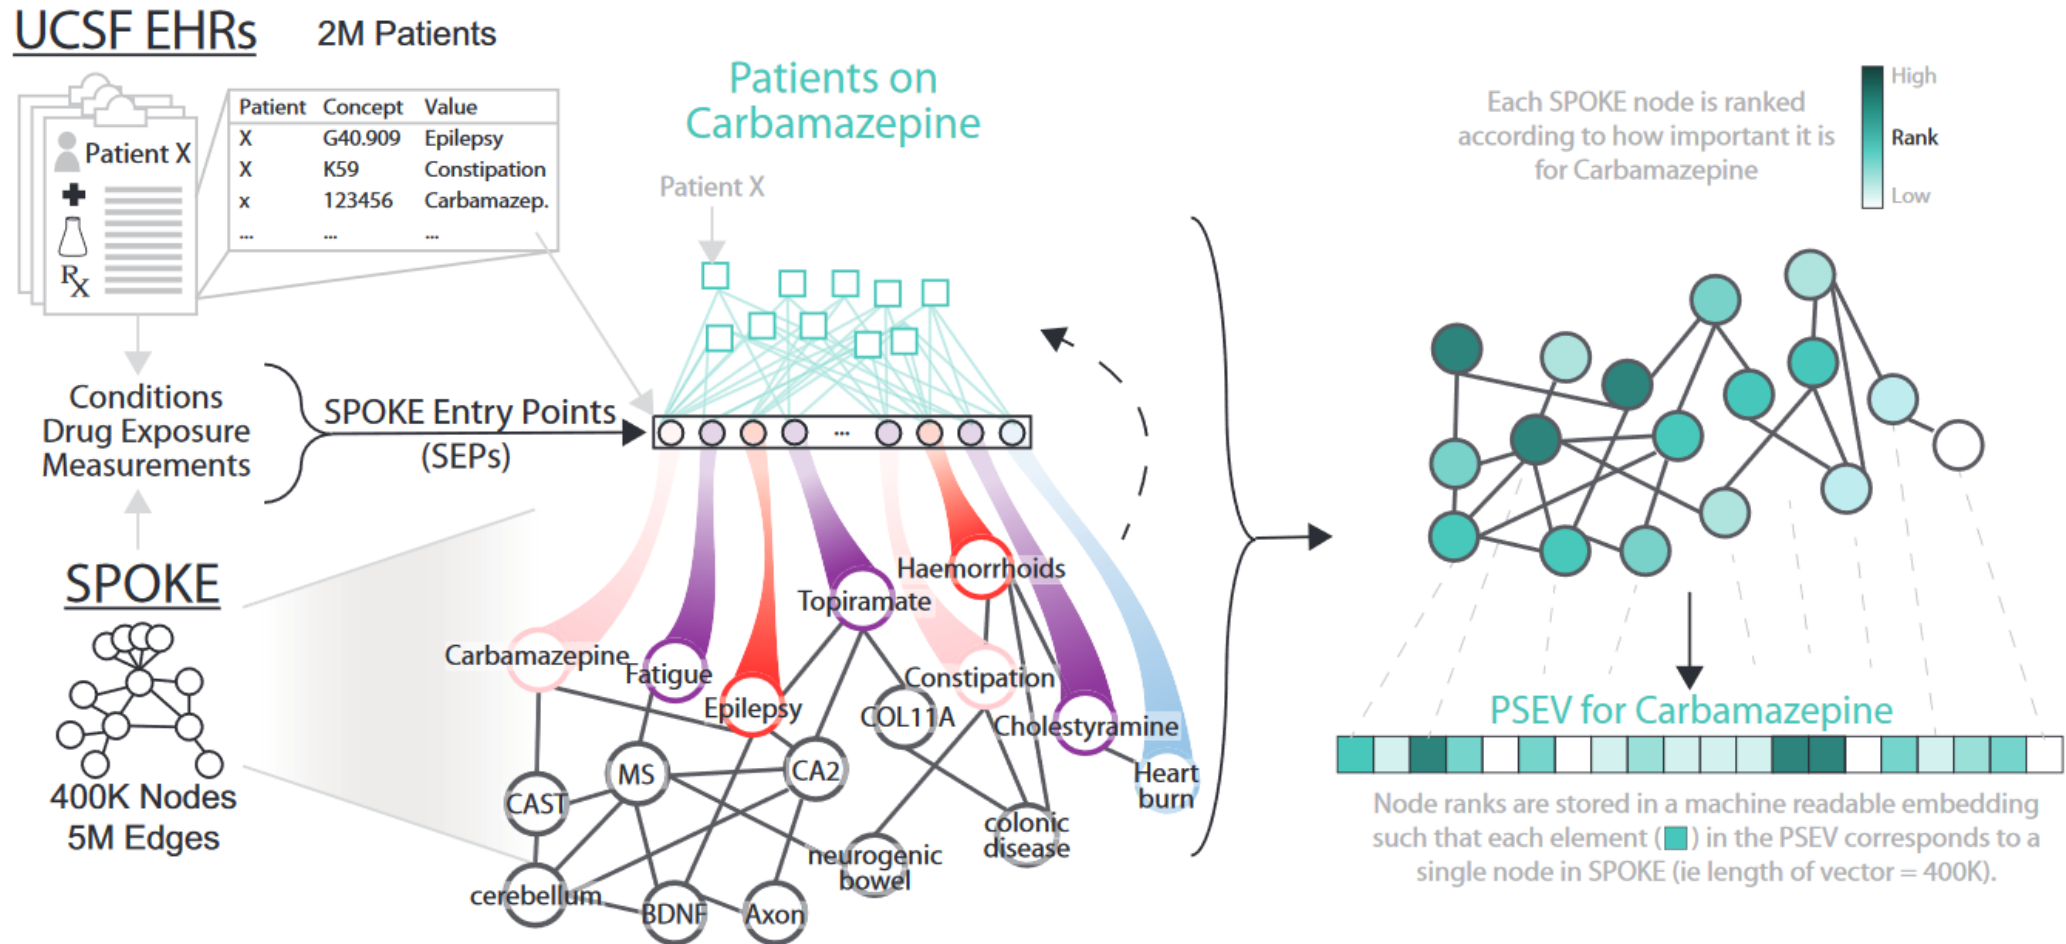 UCSF EHRs
2M Patients
Patient X
Patient Concept Value
X G40.909 Epilepsy
X K59 Constipation
x 123456 Carbamazep.
... ... ...
Rx
Conditions
Drug Exposure
Measurements
SPOKE Entry Points
(SEPs)
SPOKE
400K Nodes
5M Edges
Patients on
Carbamazepine
Patient X
...
Haemorrhoids
Topiramate
Carbamazepine
Fatigue
Constipation
Epilepsy
COL11A
Cholestyramine
MS
CA2
Heart
burn
CAST
colonic
disease
neurogenic
bowel
cerebellum
BDNF
Axon
Each SPOKE node is ranked
according to how important it is
for Carbamazepine
High
Rank
Low
PSEV for Carbamazepine
Node ranks are stored in a machine readable embedding
such that each element ( ) in the PSEV corresponds to a
single node in SPOKE (ie length of vector = 400K).